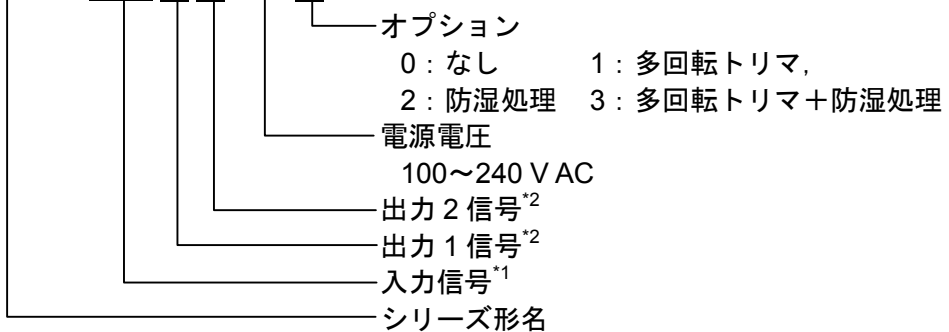 オプション
0：なし　　1：多回転トリマ,
2：防湿処理　3：多回転トリマ＋防湿処理
電源電圧
100～240 V AC
出力 2 信号*2
出力 1 信号*2
入力信号*1
シリーズ形名